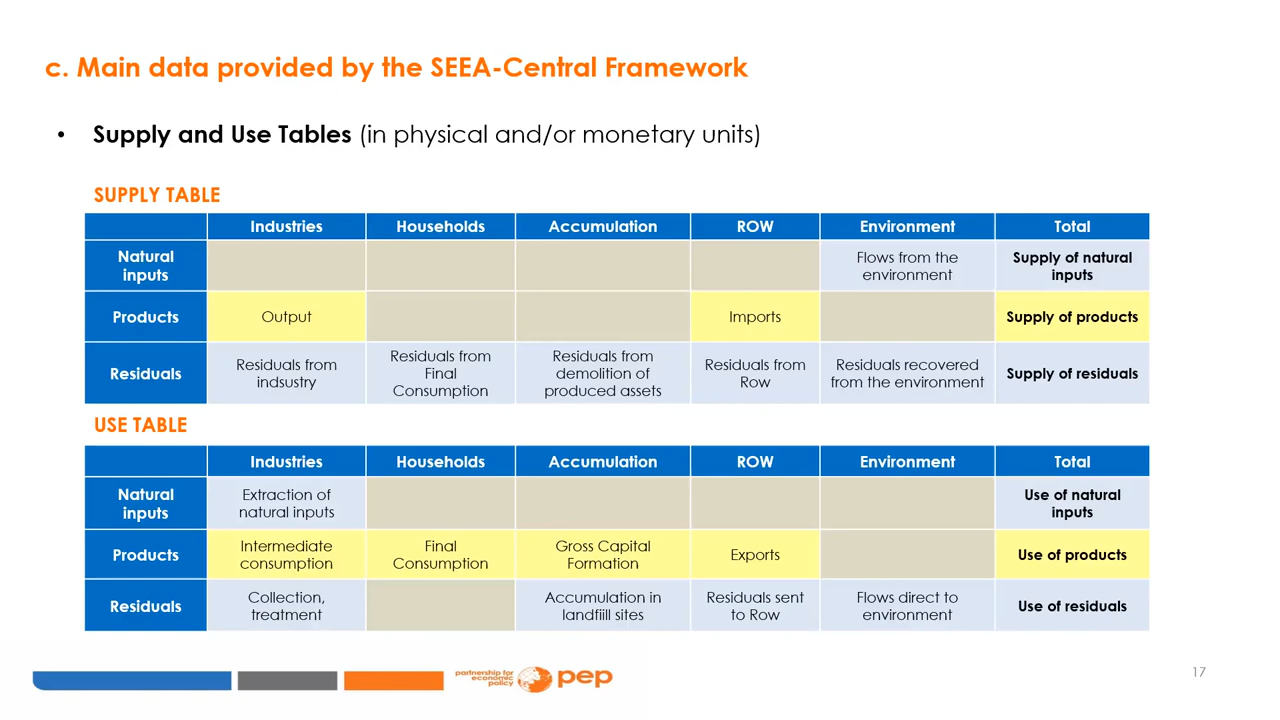 c. Main data provided by the SEEA-Central Framework
• Supply and Use Tables (in physical and/or monetary units)
SUPPLY TABLE
Industries Households Accumulation ROW Environment Total
Natural inputs Flows from the environment Supply of natural inputs
Products Output Imports Supply of products
Residuals Residuals from indsustry Residuals from Final Consumption Residuals from demolition of produced assets Residuals from Row Residuals recovered from the environment Supply of residuals
USE TABLE
Industries Households Accumulation ROW Environment Total
Natural inputs Extraction of natural inputs Use of natural inputs
Products Intermediate consumption Final Consumption Gross Capital Formation Exports Use of products
Residuals Collection, treatment Accumulation in landfiill sites Residuals sent to Row Flows direct to environment Use of residuals
partnership for economic policy pep
17